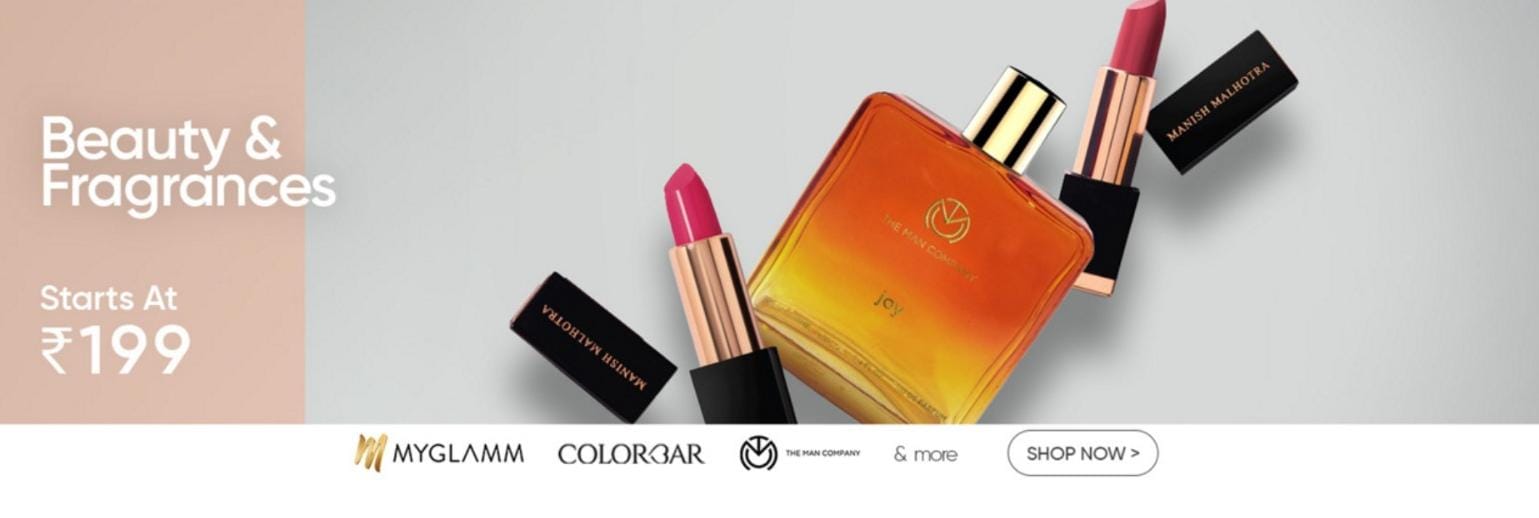 Beauty &
Fragrances
Starts At
₹199
MANISH MALHOTRA
THE MAN COMPANY
joy
MANISH MALHOTRA
MYGLAMM
COLORBAR
THE MAN COMPANY
& more
SHOP NOW >